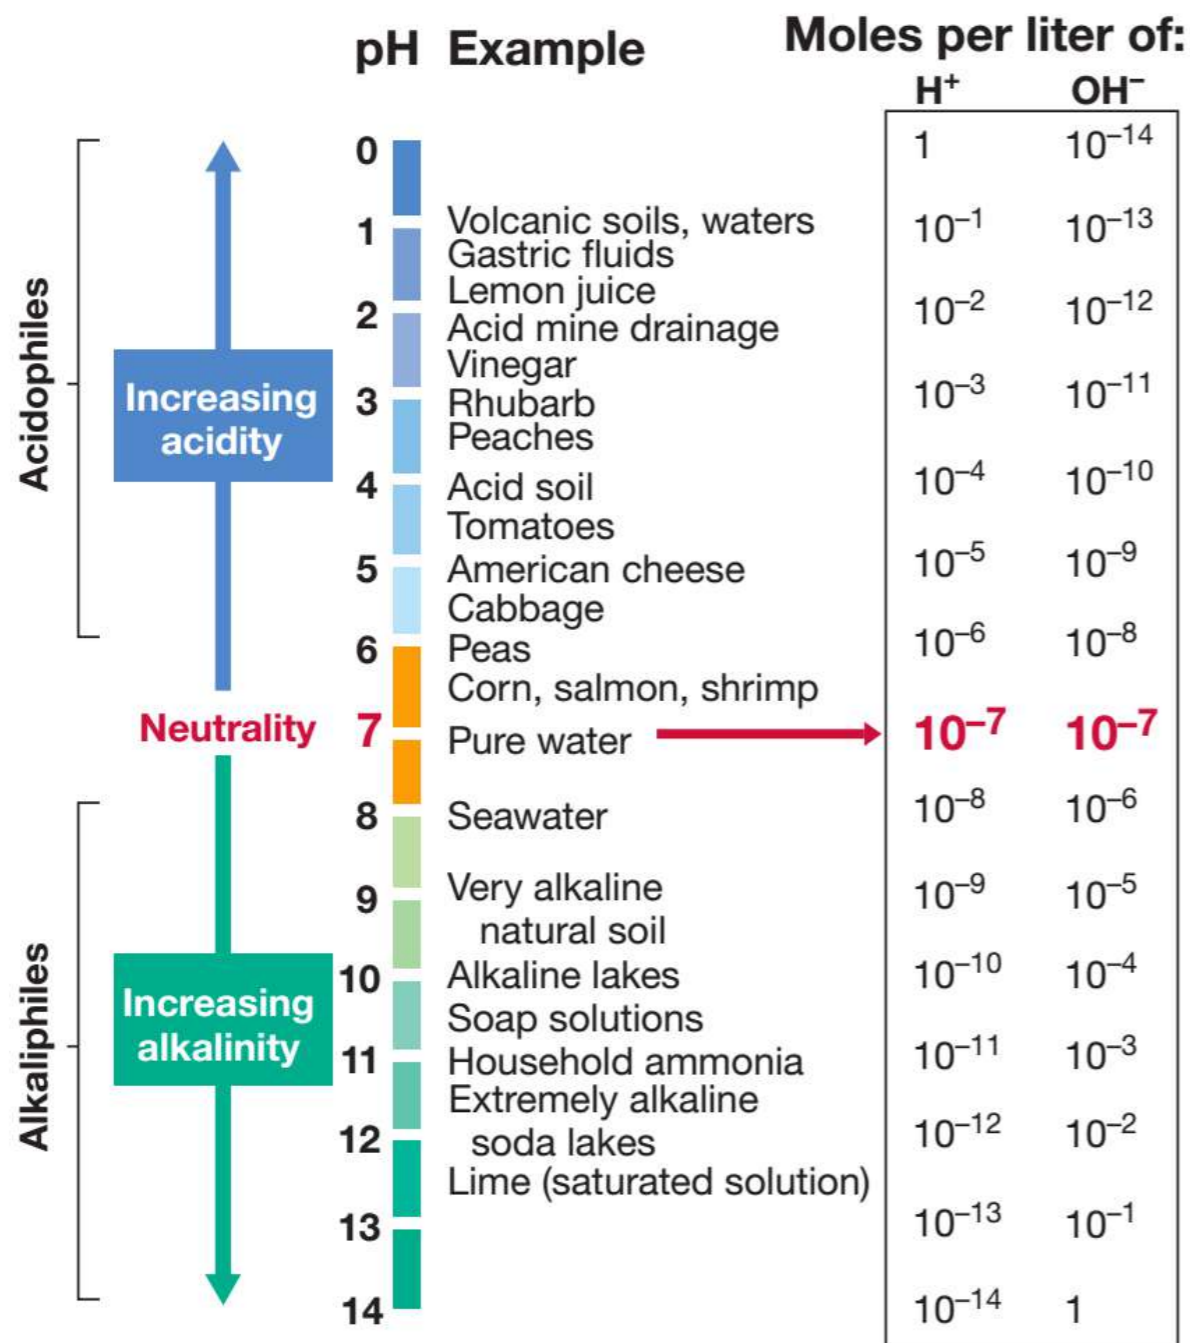 pH Example Moles per liter of:
H⁺ OH⁻
0 1 10⁻¹⁴
Volcanic soils, waters
1 10⁻¹ 10⁻¹³
Gastric fluids
Lemon juice
2 10⁻² 10⁻¹²
Acid mine drainage
Vinegar
3 Rhubarb 10⁻³ 10⁻¹¹
Peaches
4 Acid soil 10⁻⁴ 10⁻¹⁰
Tomatoes
5 American cheese 10⁻⁵ 10⁻⁹
Cabbage
6 Peas 10⁻⁶ 10⁻⁸
Corn, salmon, shrimp
Neutrality 7 Pure water 10⁻⁷ 10⁻⁷
8 Seawater 10⁻⁸ 10⁻⁶
Very alkaline
9 10⁻⁹ 10⁻⁵
natural soil
10 Alkaline lakes 10⁻¹⁰ 10⁻⁴
Soap solutions
11 Household ammonia 10⁻¹¹ 10⁻³
Extremely alkaline
12 soda lakes 10⁻¹² 10⁻²
Lime (saturated solution)
13 10⁻¹³ 10⁻¹
14 10⁻¹⁴ 1
Acidophiles
Increasing
acidity
Alkaliphiles
Increasing
alkalinity